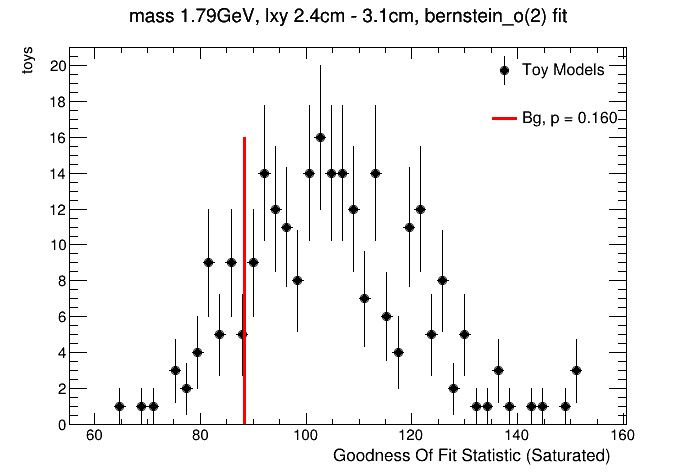 mass 1.79GeV, lxy 2.4cm - 3.1cm, bernstein_o(2) fit
toys
20
18
16
14
12
10
8
6
4
2
0
Toy Models
Bg, p = 0.160
60 80 100 120 140 160
Goodness Of Fit Statistic (Saturated)